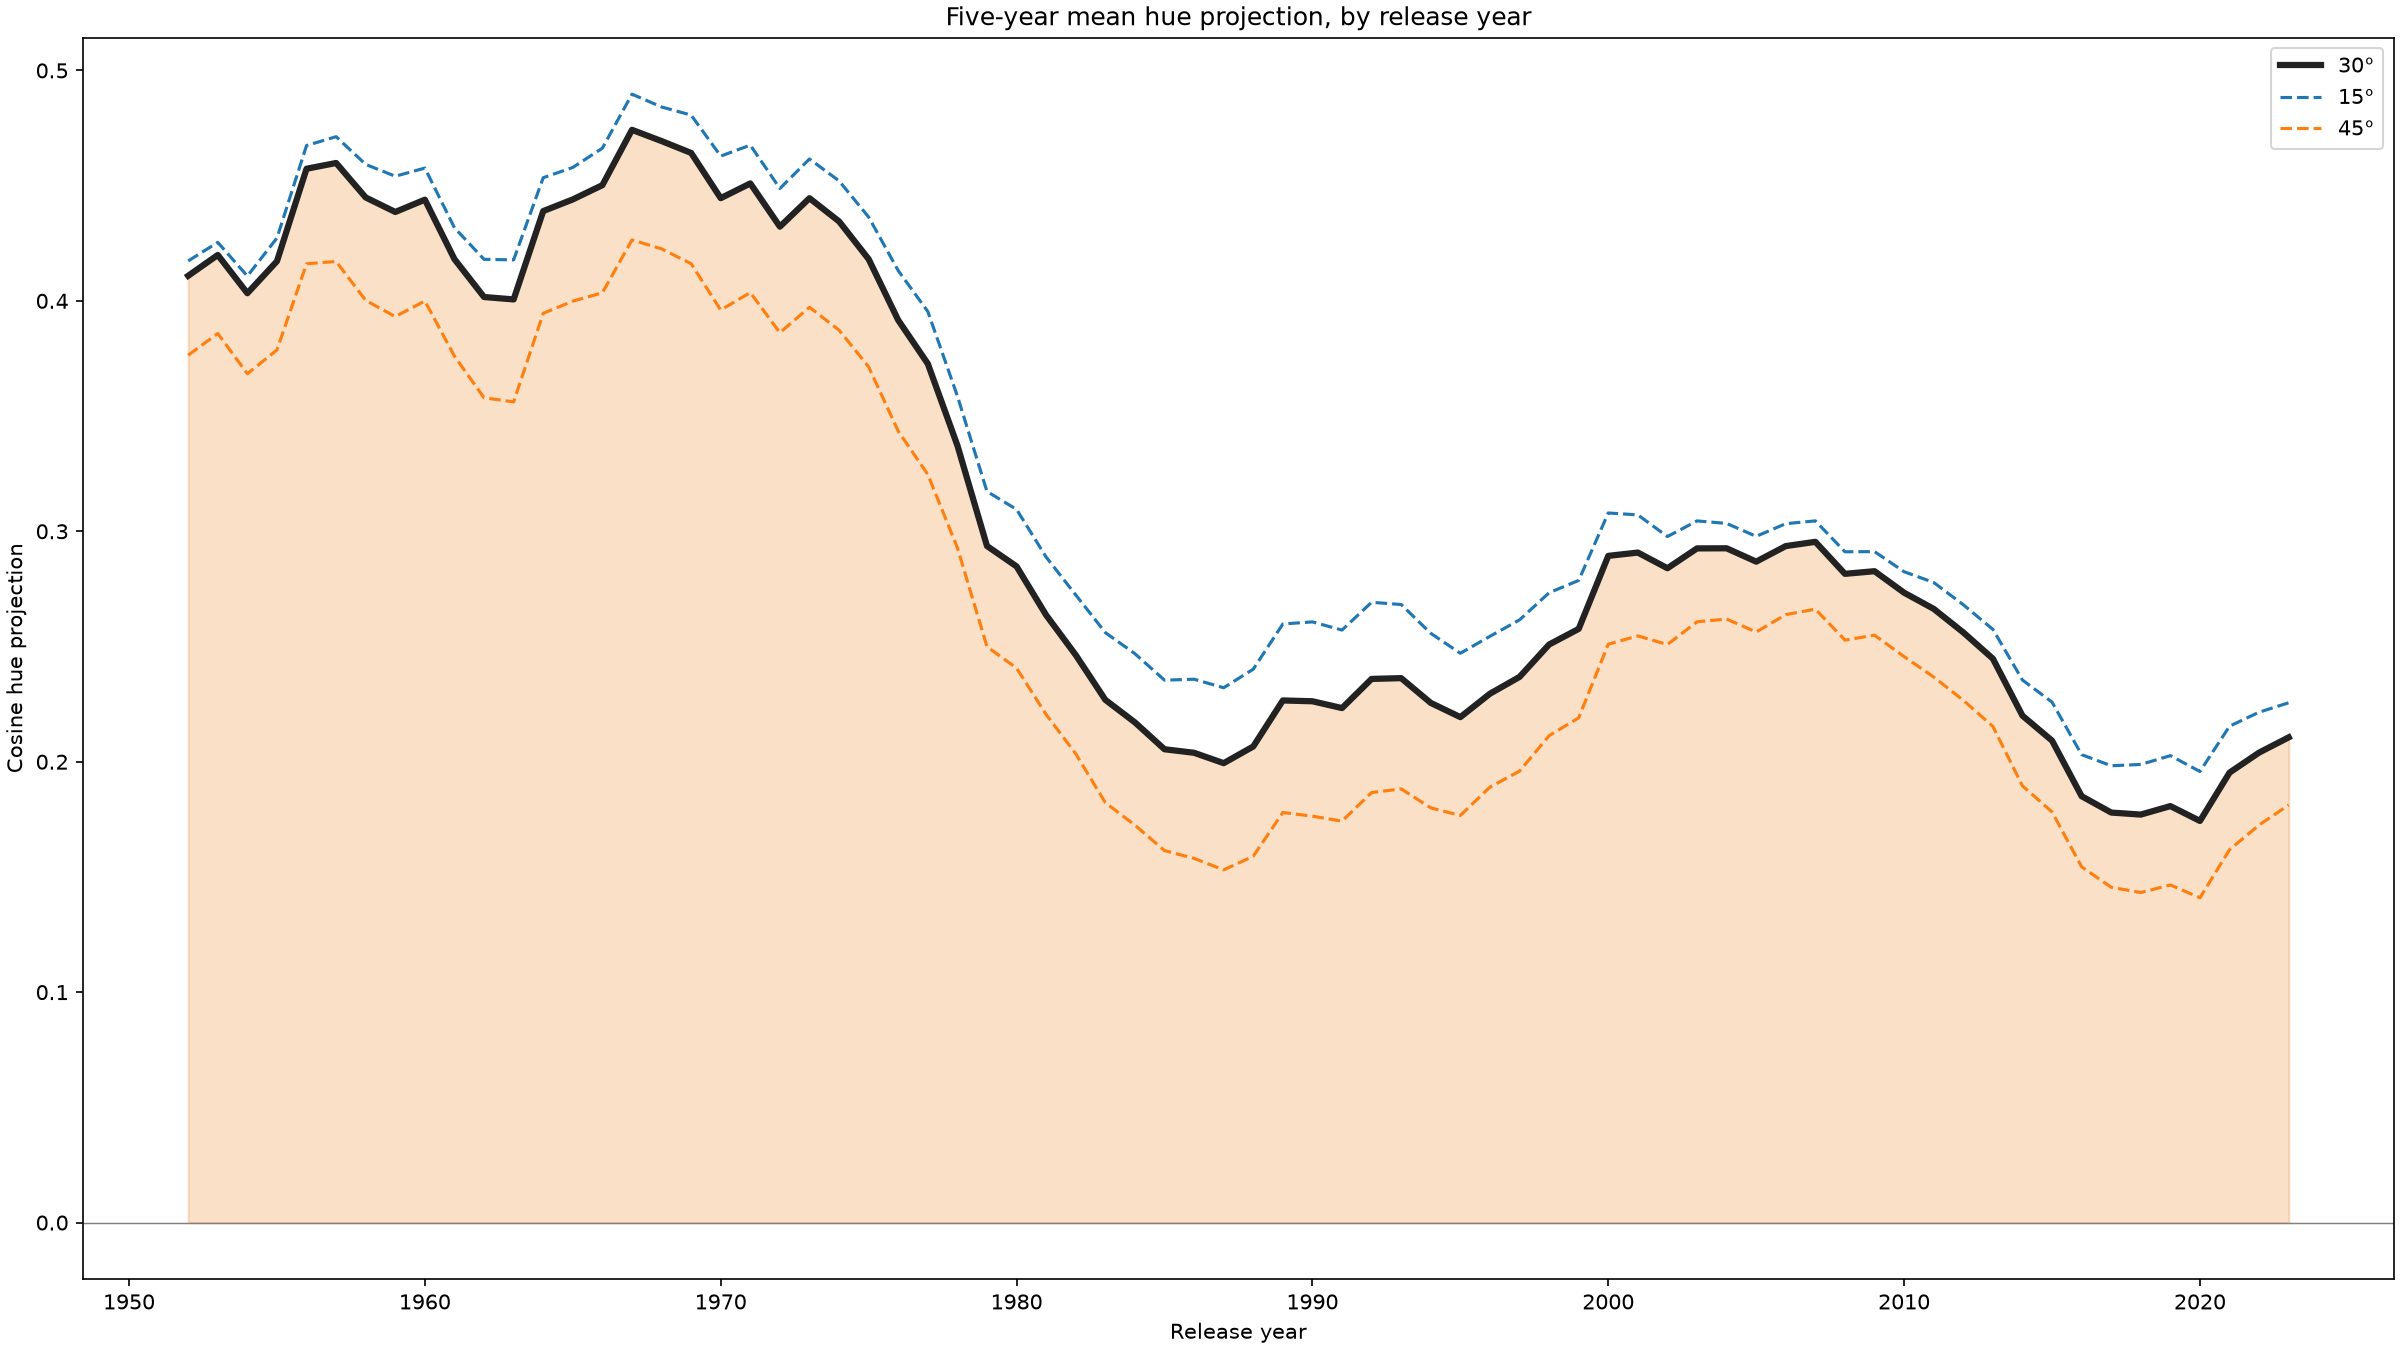 Five-year mean hue projection, by release year
30°
15°
45°
Cosine hue projection
0.5
0.4
0.3
0.2
0.1
0.0
1950 1960 1970 1980 1990 2000 2010 2020
Release year